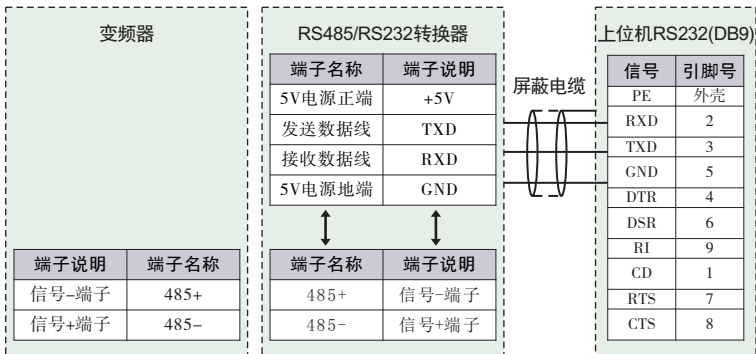 变频器
端子说明 端子名称
信号-端子 485+
信号+端子 485-
RS485/RS232转换器
端子名称 端子说明
5V电源正端 +5V
发送数据线 TXD
接收数据线 RXD
5V电源地端 GND
端子名称 端子说明
485+ 信号-端子
485- 信号+端子
屏蔽电缆
上位机RS232(DB9)
信号 引脚号
PE 外壳
RXD 2
TXD 3
GND 5
DTR 4
DSR 6
RI 9
CD 1
RTS 7
CTS 8